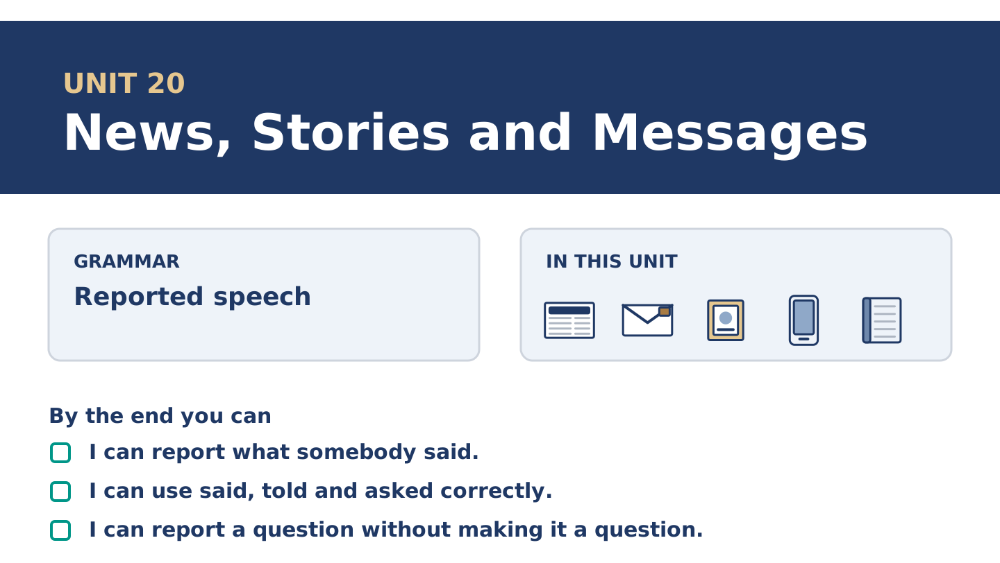 UNIT 20
News, Stories and Messages
GRAMMAR
Reported speech
IN THIS UNIT
By the end you can
I can report what somebody said.
I can use said, told and asked correctly.
I can report a question without making it a question.